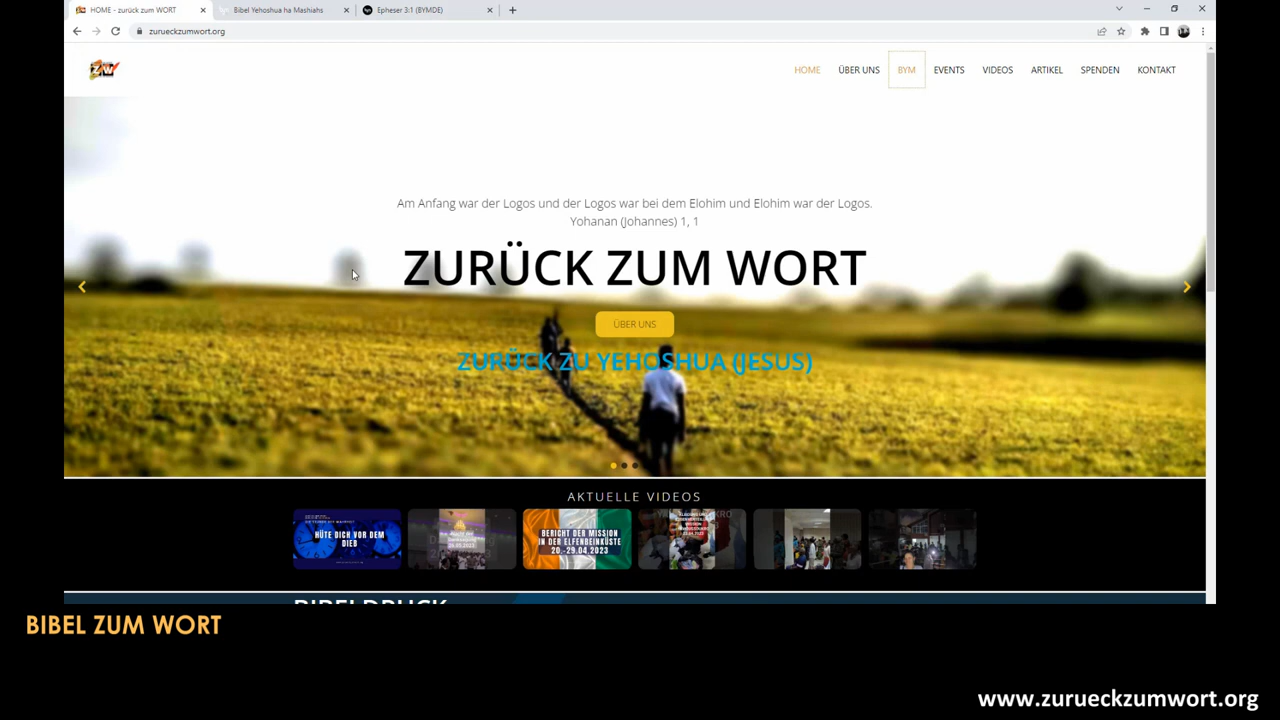 HOME - zurück zum WORT
Bibel Yehoshua ha Mashiahs
Epheser 3:1 (BYMDE)
zurueckzumwort.org
ZW
HOME ÜBER UNS BYM EVENTS VIDEOS ARTIKEL SPENDEN KONTAKT
Am Anfang war der Logos und der Logos war bei dem Elohim und Elohim war der Logos.
Yohanan (Johannes) 1, 1
ZURÜCK ZUM WORT
ÜBER UNS
ZURÜCK ZU YEHOSHUA (JESUS)
AKTUELLE VIDEOS
HÜTE DICH VOR DEM
DIEB
BERICHT DER MISSION
IN DER ELFENBEINKÜSTE
20.-29.04.2023
BIBELDRUCK
BIBEL ZUM WORT
www.zurueckzumwort.org